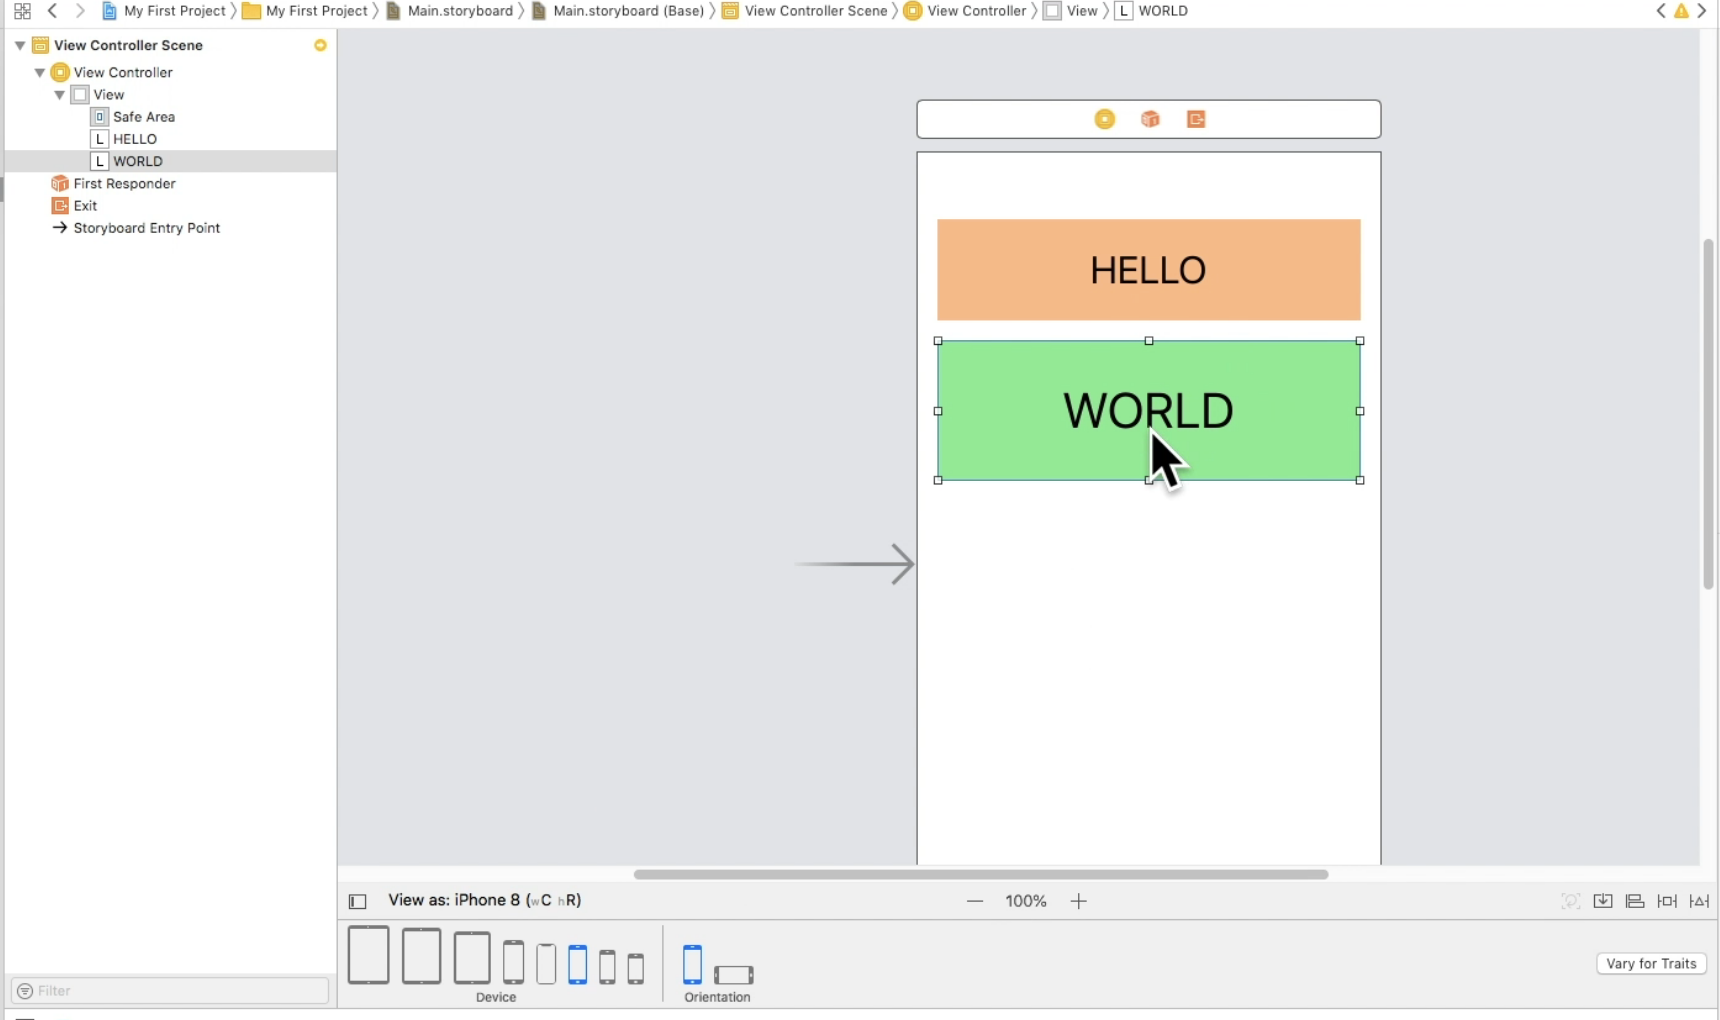 My First Project My First Project Main.storyboard Main.storyboard (Base) View Controller Scene View Controller View L WORLD
View Controller Scene
View Controller
View
Safe Area
L HELLO
L WORLD
First Responder
Exit
Storyboard Entry Point
HELLO
WORLD
View as: iPhone 8 (wC hR)
100%
Vary for Traits
Filter
Device
Orientation